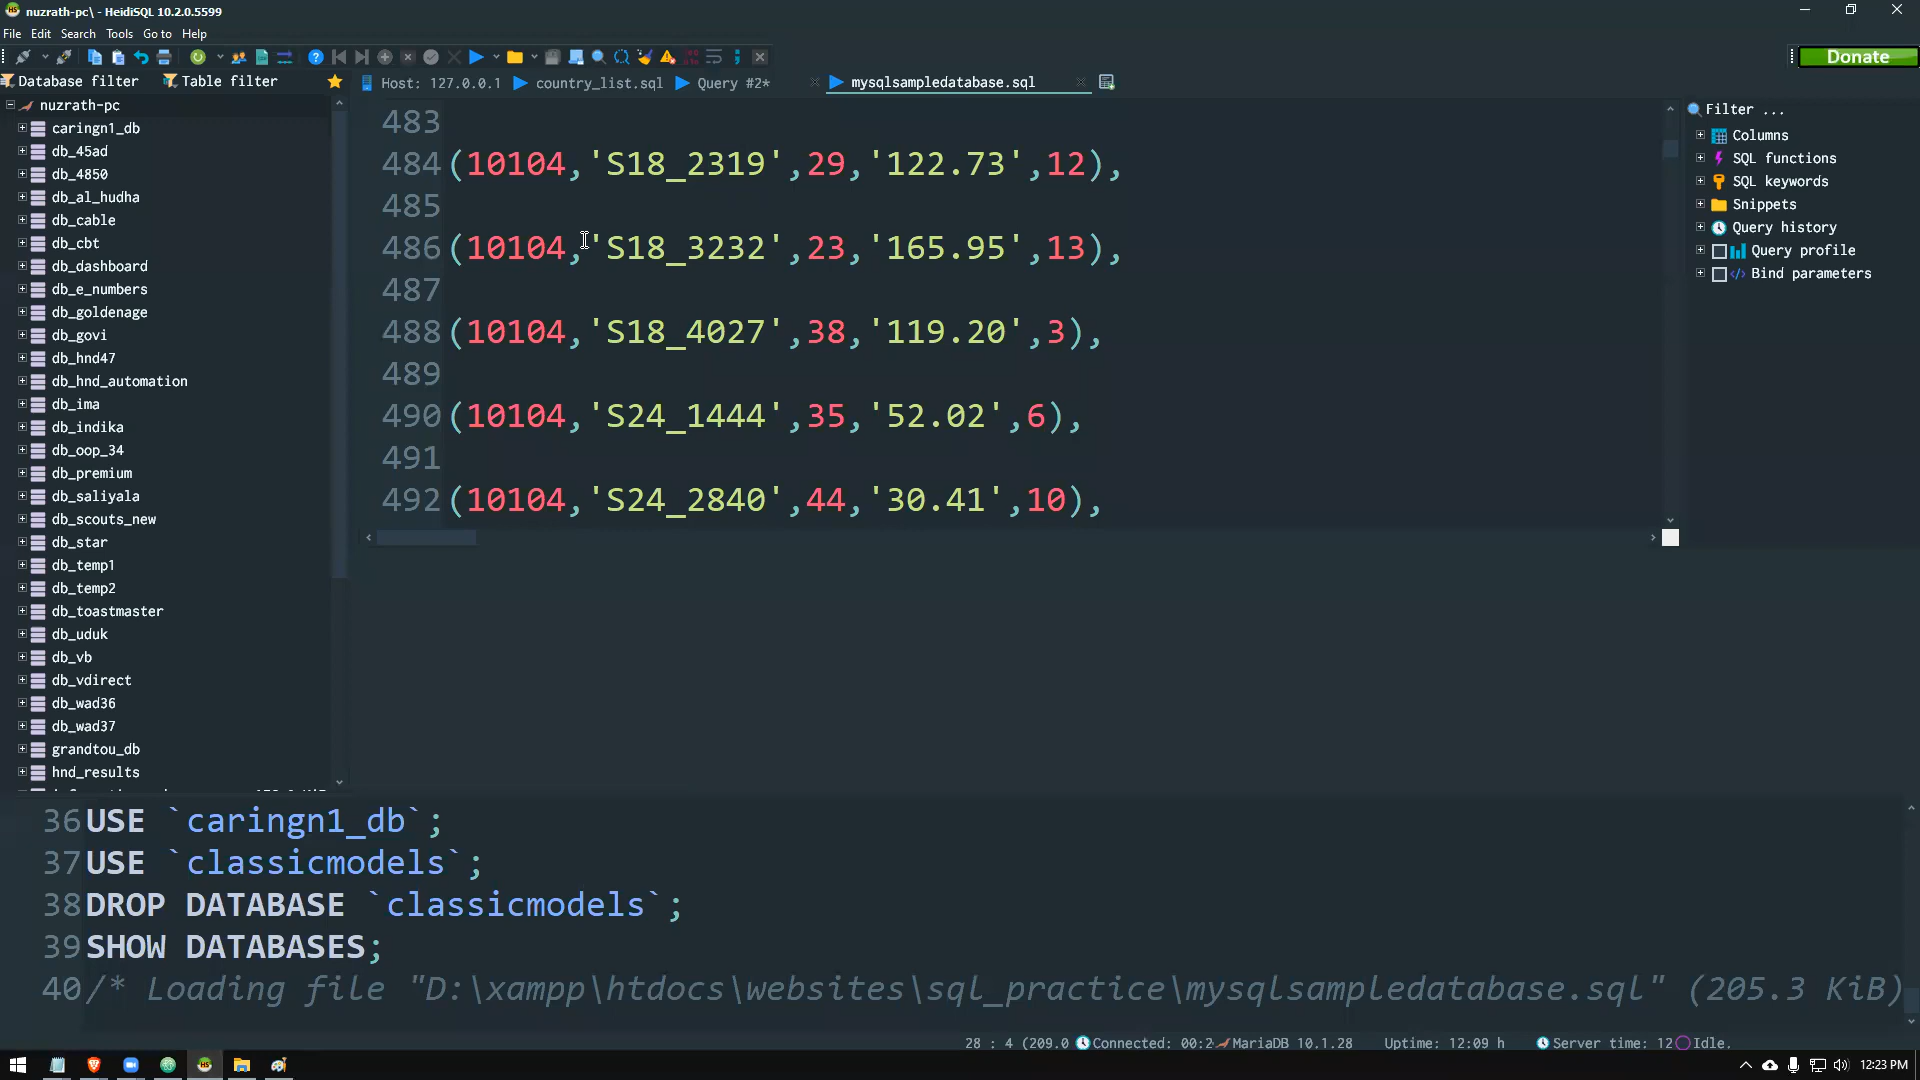 nuzrath-pc\ - HeidiSQL 10.2.0.5599
File Edit Search Tools Go to Help
Donate
Database filter Table filter
Host: 127.0.0.1 country_list.sql Query #2* mysqlsampledatabase.sql
nuzrath-pc
caringn1_db
db_45ad
db_4850
db_al_hudha
db_cable
db_cbt
db_dashboard
db_e_numbers
db_goldenage
db_govi
db_hnd47
db_hnd_automation
db_ima
db_indika
db_oop_34
db_premium
db_saliyala
db_scouts_new
db_star
db_temp1
db_temp2
db_toastmaster
db_uduk
db_vb
db_vdirect
db_wad36
db_wad37
grandtou_db
hnd_results
483
484 (10104,'S18_2319',29,'122.73',12),
485
486 (10104,'S18_3232',23,'165.95',13),
487
488 (10104,'S18_4027',38,'119.20',3),
489
490 (10104,'S24_1444',35,'52.02',6),
491
492 (10104,'S24_2840',44,'30.41',10),
Filter ...
Columns
SQL functions
SQL keywords
Snippets
Query history
Query profile
Bind parameters
36 USE `caringn1_db`;
37 USE `classicmodels`;
38 DROP DATABASE `classicmodels`;
39 SHOW DATABASES;
40 /* Loading file "D:\xampp\htdocs\websites\sql_practice\mysqlsampledatabase.sql" (205.3 KiB)
28 : 4 (209.0 Connected: 00:2 MariaDB 10.1.28 Uptime: 12:09 h Server time: 12 Idle.
12:23 PM